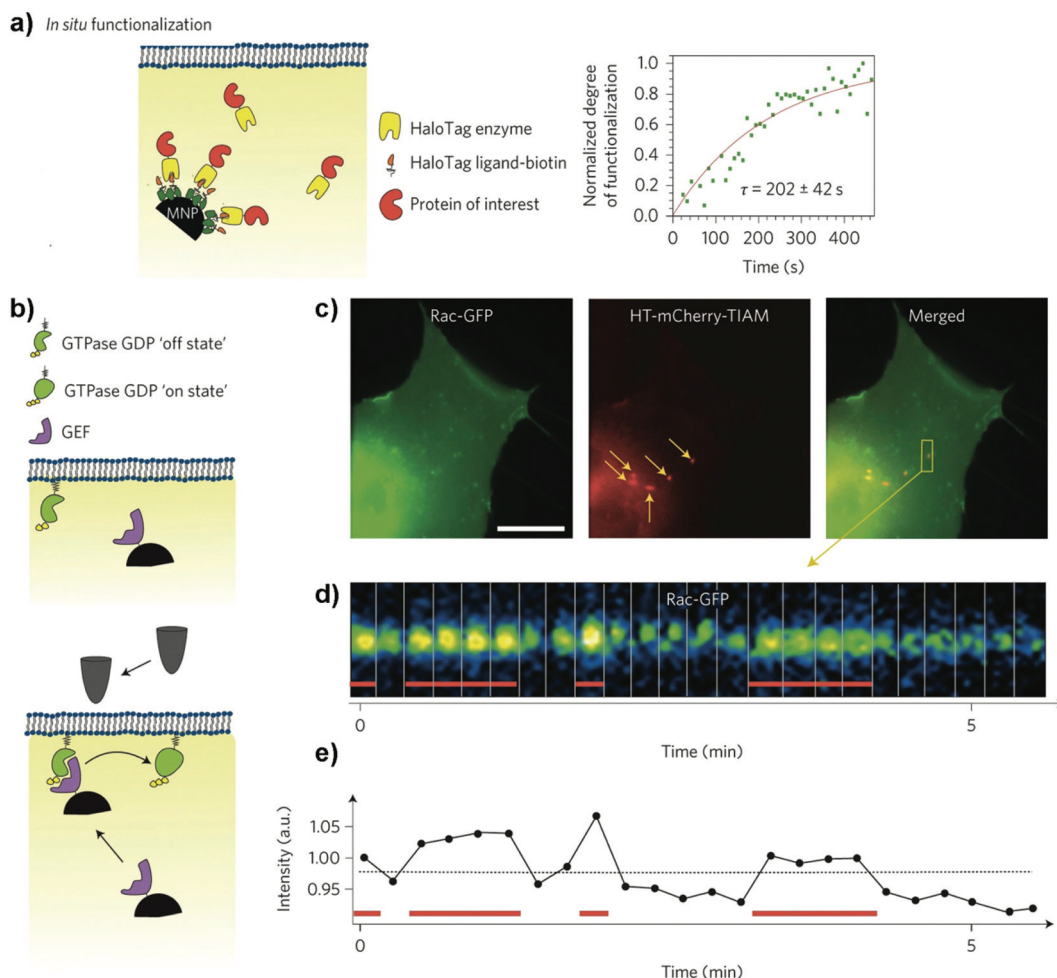 a) In situ functionalization
MNP
HaloTag enzyme
HaloTag ligand-biotin
Protein of interest
Normalized degree
of functionalization
1.0
0.8
0.6
0.4
0.2
0.0
τ = 202 ± 42 s
0 100 200 300 400
Time (s)
b)
GTPase GDP 'off state'
GTPase GDP 'on state'
GEF
c)
Rac-GFP
HT-mCherry-TIAM
Merged
d)
Rac-GFP
0 5
Time (min)
e)
Intensity (a.u.)
1.05
1.00
0.95
0 5
Time (min)